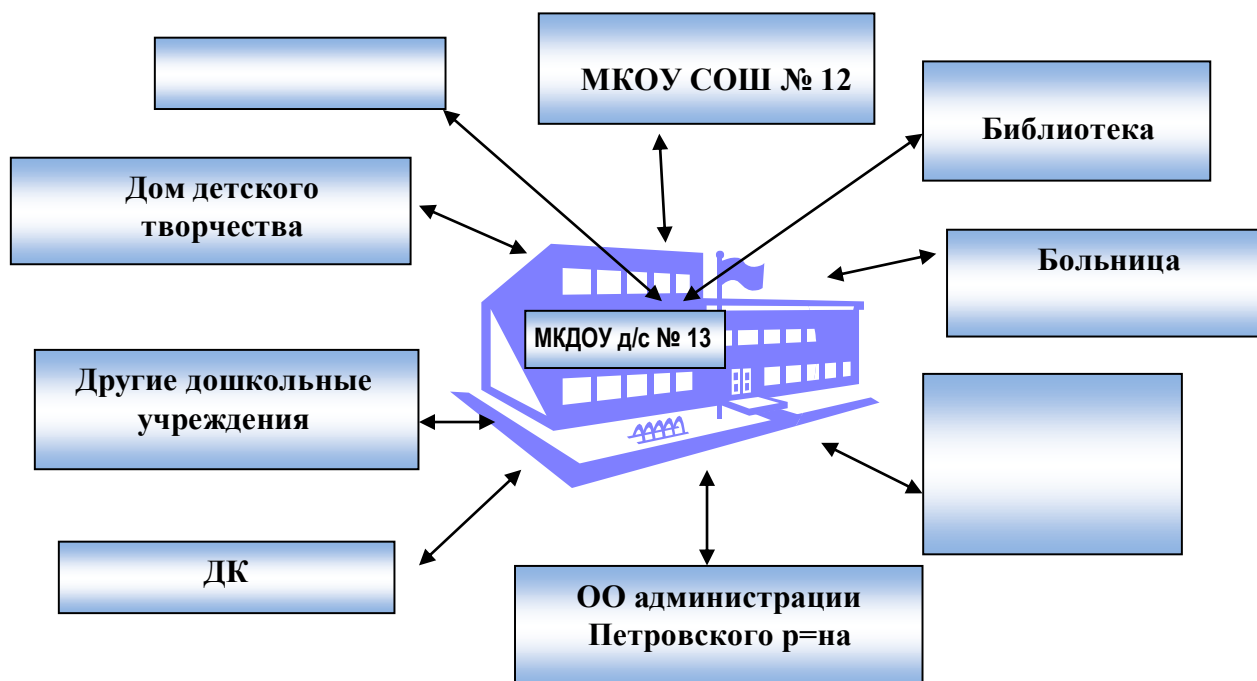 МКОУ СОШ № 12
Библиотека
Дом детского
творчества
Больница
МКДОУ д/с № 13
Другие дошкольные
учреждения
ДК
ОО администрации
Петровского р=на